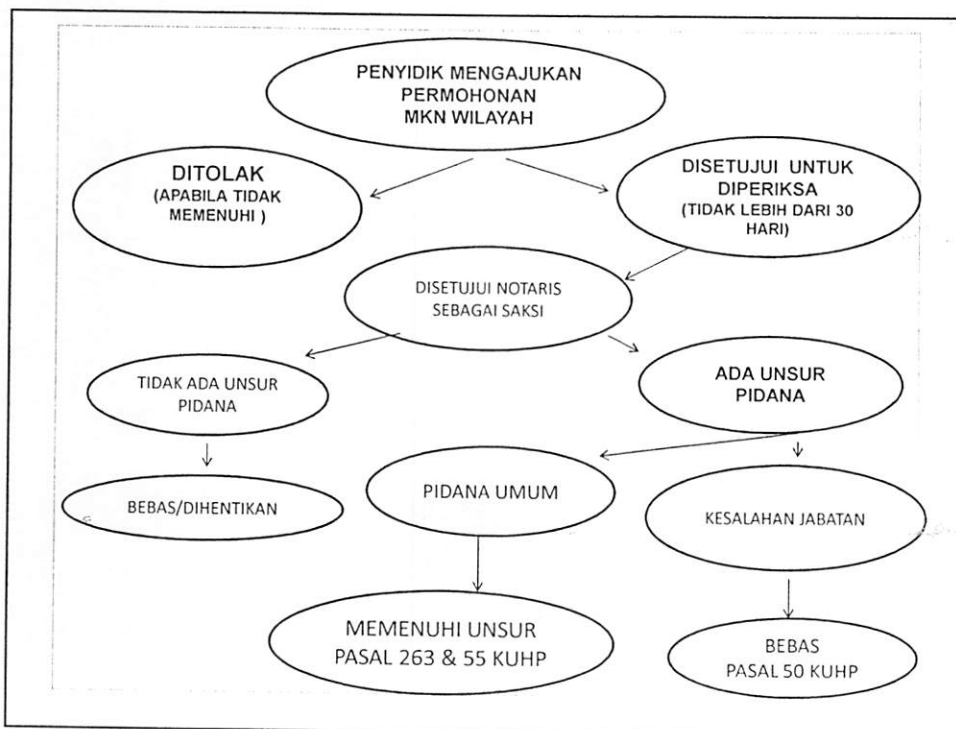 PENYIDIK MENGAJUKAN
PERMOHONAN
MKN WILAYAH
DITOLAK
(APABILA TIDAK
MEMENUHI )
DISETUJUI UNTUK
DIPERIKSA
(TIDAK LEBIH DARI 30
HARI)
DISETUJUI NOTARIS
SEBAGAI SAKSI
TIDAK ADA UNSUR
PIDANA
ADA UNSUR
PIDANA
BEBAS/DIHENTIKAN
PIDANA UMUM
KESALAHAN JABATAN
MEMENUHI UNSUR
PASAL 263 & 55 KUHP
BEBAS
PASAL 50 KUHP